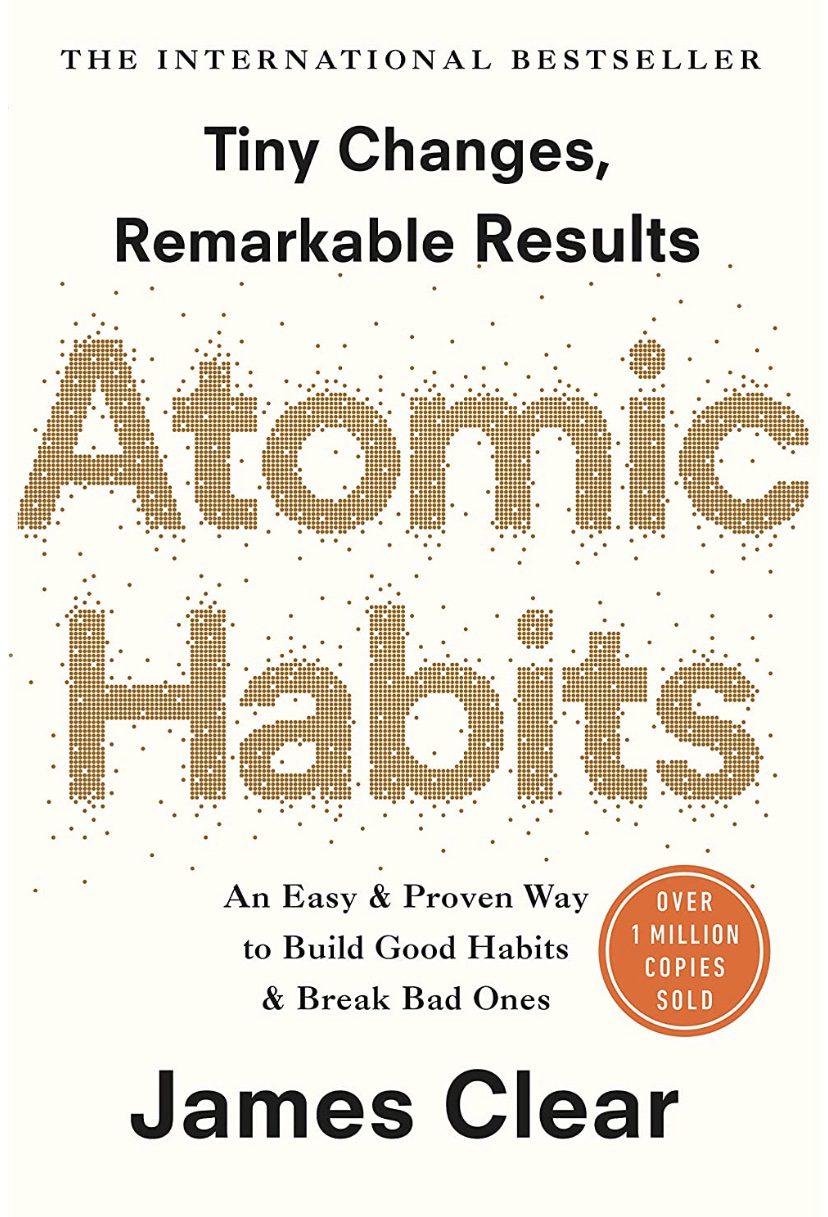 THE INTERNATIONAL BESTSELLER
Tiny Changes,
Remarkable Results
Atomic
Habits
An Easy & Proven Way
to Build Good Habits
& Break Bad Ones
OVER
1 MILLION
COPIES
SOLD
James Clear